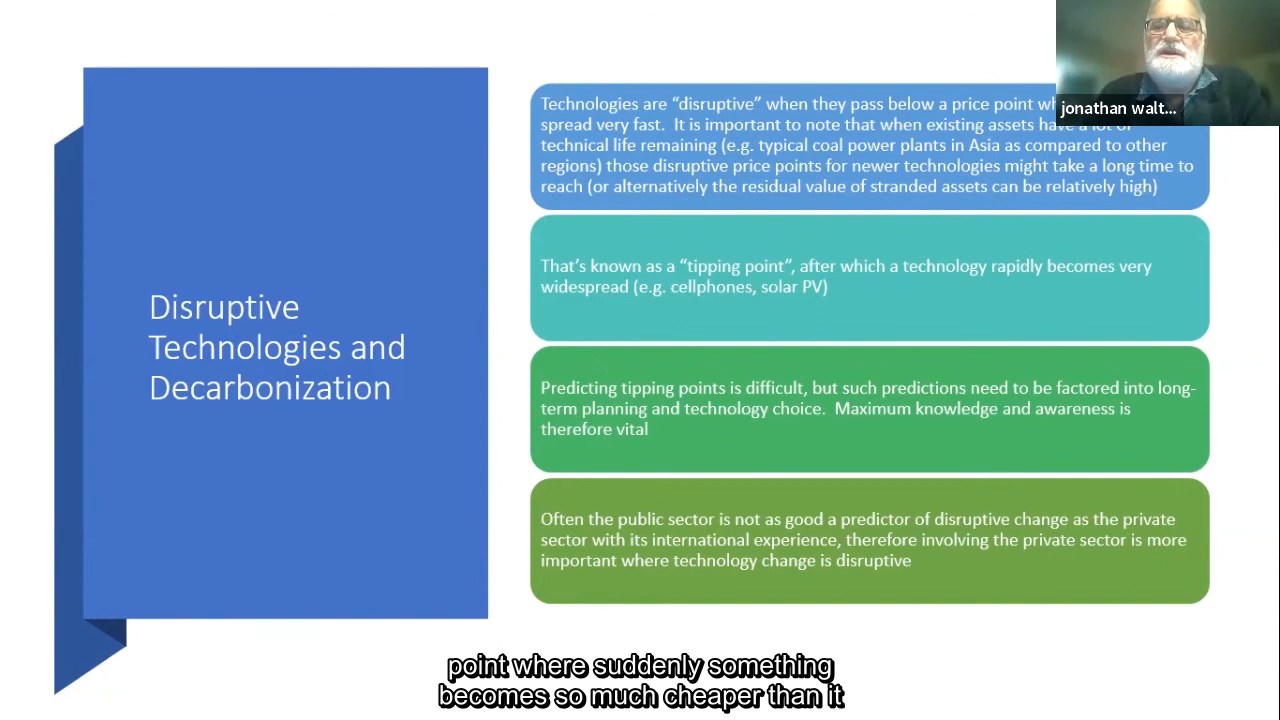 Disruptive
Technologies and
Decarbonization
Technologies are “disruptive” when they pass below a price point
spread very fast.  It is important to note that when existing assets have a lot of
technical life remaining (e.g. typical coal power plants in Asia as compared to other
regions) those disruptive price points for newer technologies might take a long time to
reach (or alternatively the residual value of stranded assets can be relatively high)
That’s known as a “tipping point”, after which a technology rapidly becomes very
widespread (e.g. cellphones, solar PV)
Predicting tipping points is difficult, but such predictions need to be factored into long-
term planning and technology choice.  Maximum knowledge and awareness is
therefore vital
Often the public sector is not as good a predictor of disruptive change as the private
sector with its international experience, therefore involving the private sector is more
important where technology change is disruptive
jonathan walt...
point where suddenly something
becomes so much cheaper than it